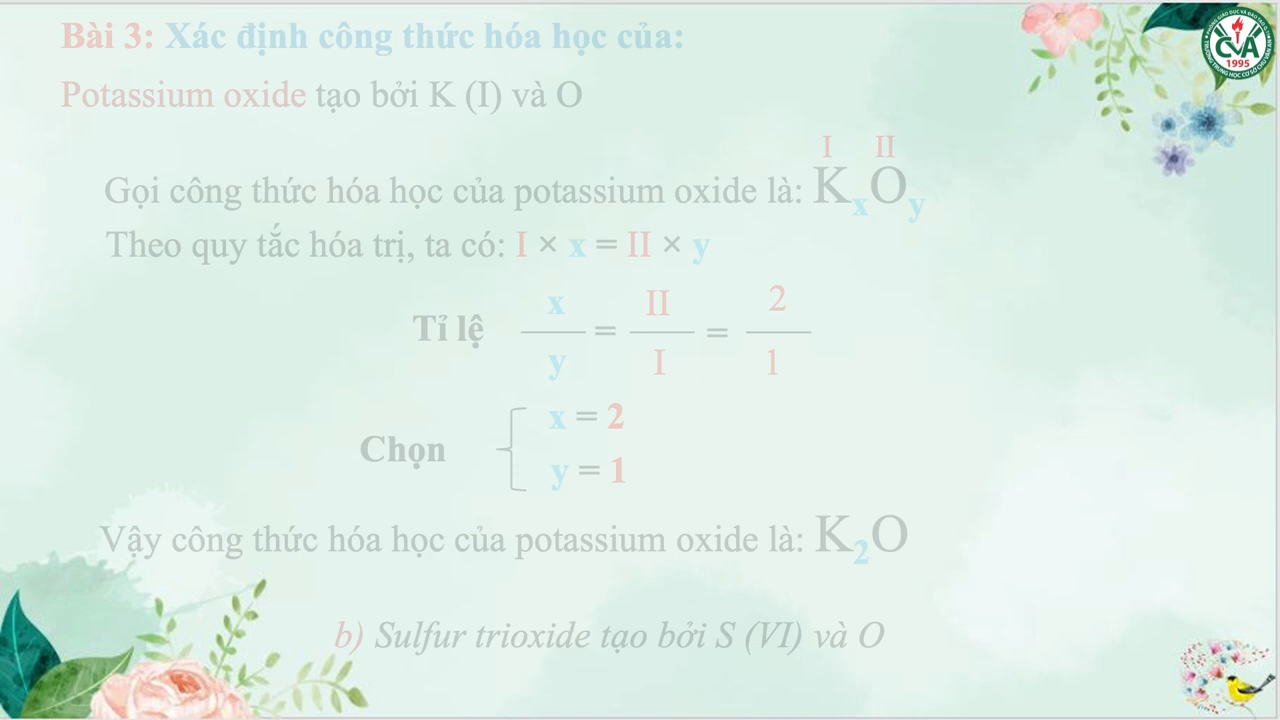 Bài 3: Xác định công thức hóa học của:
Potassium oxide tạo bởi K (I) và O
I II
Gọi công thức hóa học của potassium oxide là: KxOy
Theo quy tắc hóa trị, ta có: I × x = II × y
x II 2
Tỉ lệ = =
y I 1
x = 2
Chọn
y = 1
Vậy công thức hóa học của potassium oxide là: K2O
b) Sulfur trioxide tạo bởi S (VI) và O
CVA
1995